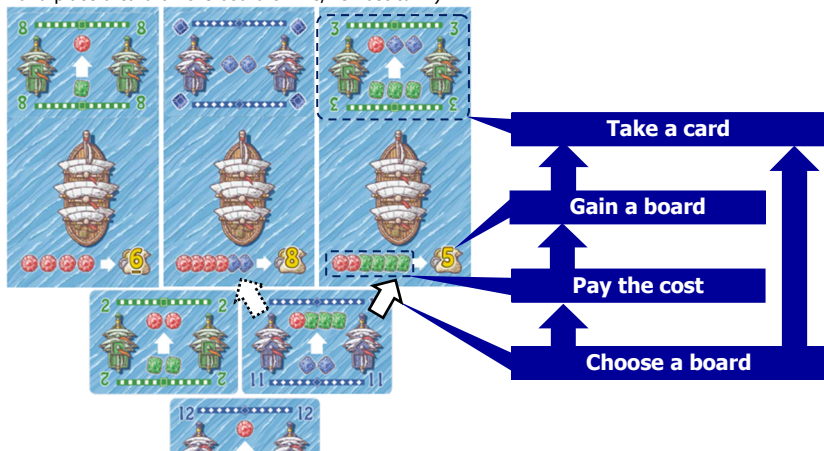 8 8 3 3
8 8 3 3
Take a card
Gain a board
6 8 5
Pay the cost
2 2
Choose a board
2 2 11 11
12 12